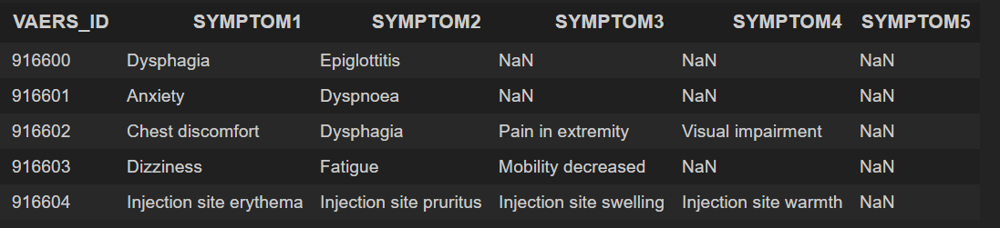 VAERS_ID SYMPTOM1 SYMPTOM2 SYMPTOM3 SYMPTOM4 SYMPTOM5
916600 Dysphagia Epiglottitis NaN NaN NaN
916601 Anxiety Dyspnoea NaN NaN NaN
916602 Chest discomfort Dysphagia Pain in extremity Visual impairment NaN
916603 Dizziness Fatigue Mobility decreased NaN NaN
916604 Injection site erythema Injection site pruritus Injection site swelling Injection site warmth NaN